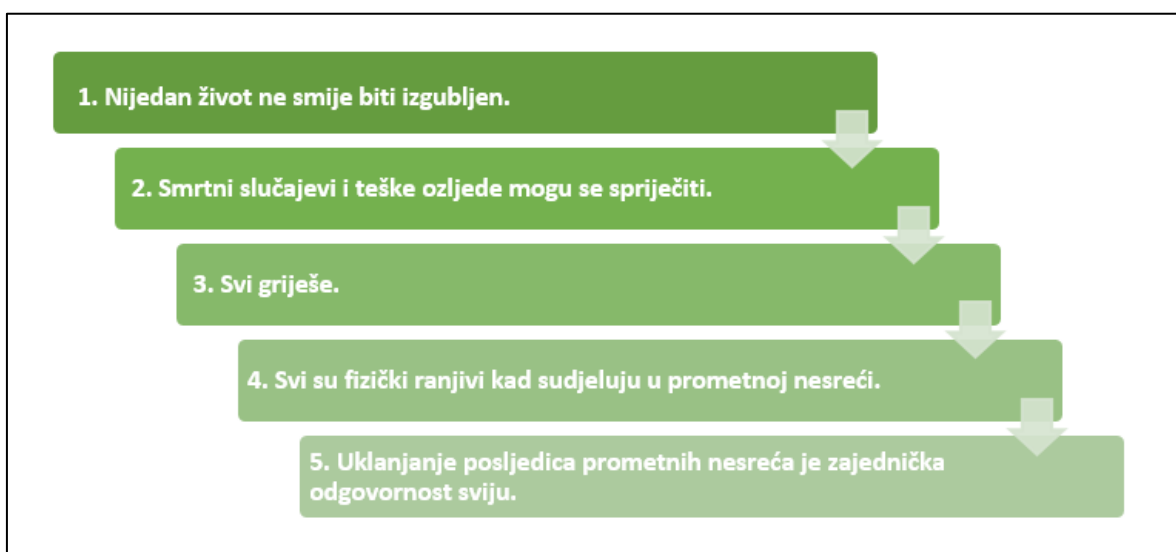 1. Nijedan život ne smije biti izgubljen.
2. Smrtni slučajevi i teške ozljede mogu se spriječiti.
3. Svi griješe.
4. Svi su fizički ranjivi kad sudjeluju u prometnoj nesreći.
5. Uklanjanje posljedica prometnih nesreća je zajednička
odgovornost sviju.